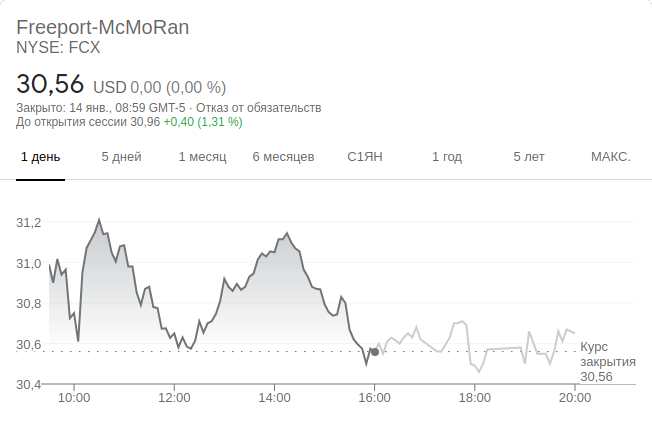 Freeport-McMoRan
NYSE: FCX
30,56 USD 0,00 (0,00 %)
Закрыто: 14 янв., 08:59 GMT-5 · Отказ от обязательств
До открытия сессии 30,96 +0,40 (1,31 %)
1 день 5 дней 1 месяц 6 месяцев С1ЯН 1 год 5 лет МАКС.
31,2
31,0
30,8
30,6
30,4
Курс
закрытия
30,56
10:00 12:00 14:00 16:00 18:00 20:00